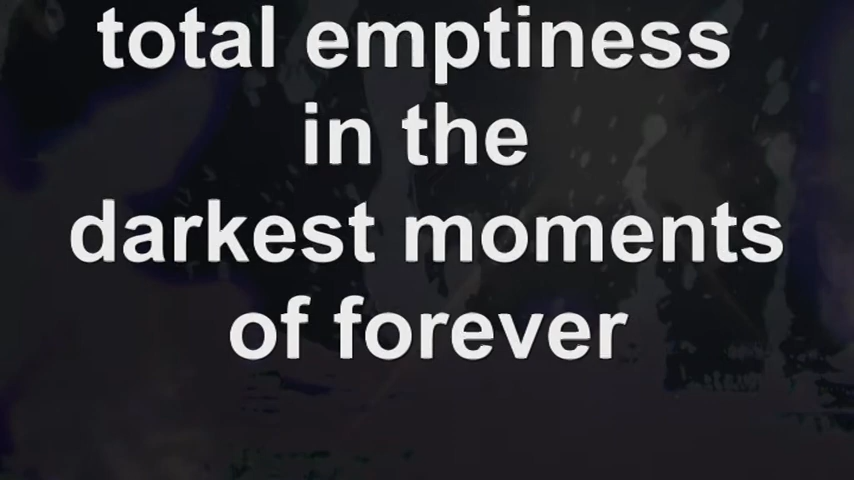 total emptiness
in the
darkest moments
of forever